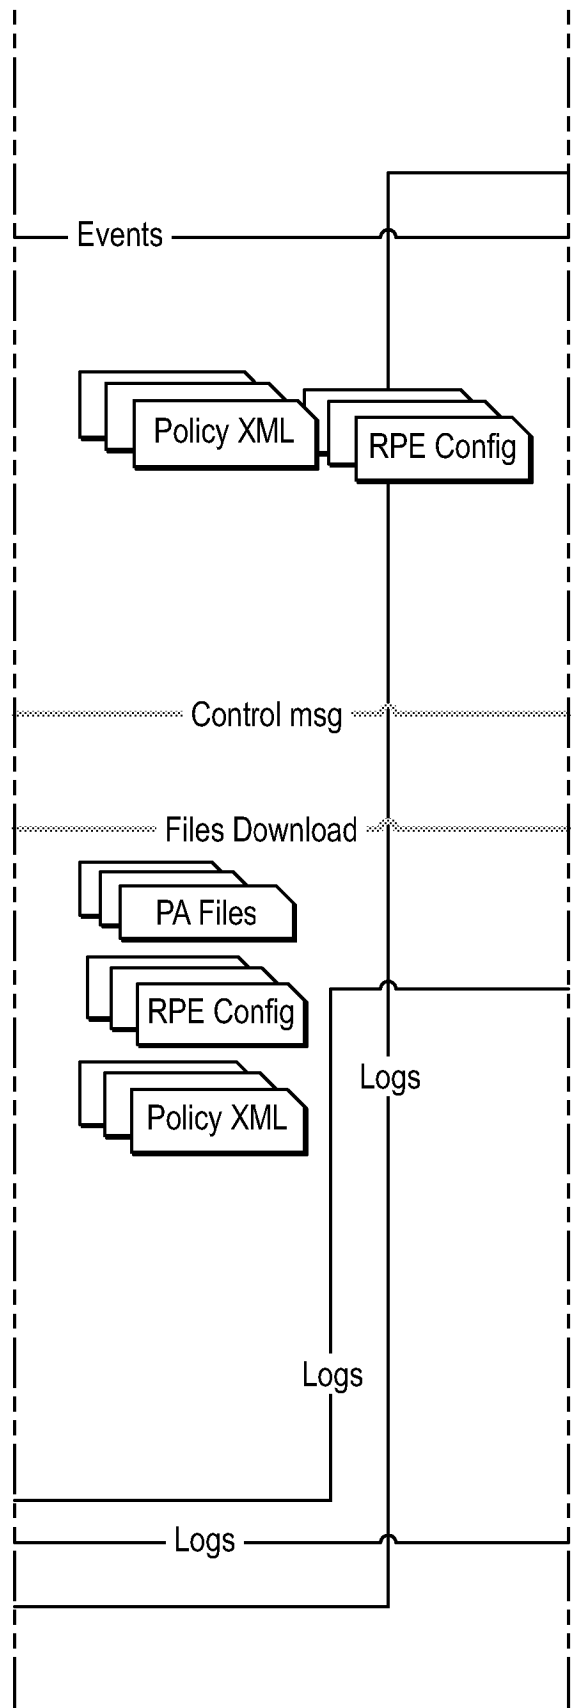 Events
Policy XML
RPE Config
Control msg
Files Download
PA Files
RPE Config
Logs
Policy XML
Logs
Logs